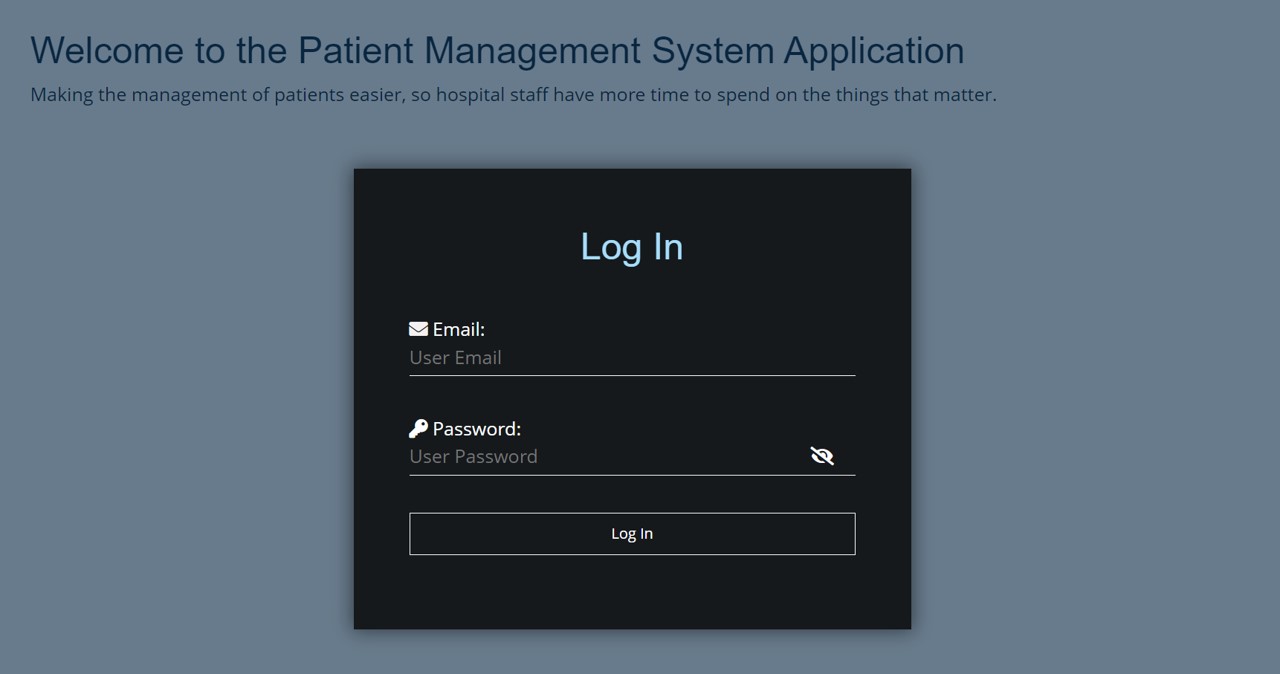 Welcome to the Patient Management System Application
Making the management of patients easier, so hospital staff have more time to spend on the things that matter.
Log In
Email:
User Email
Password:
User Password
Log In